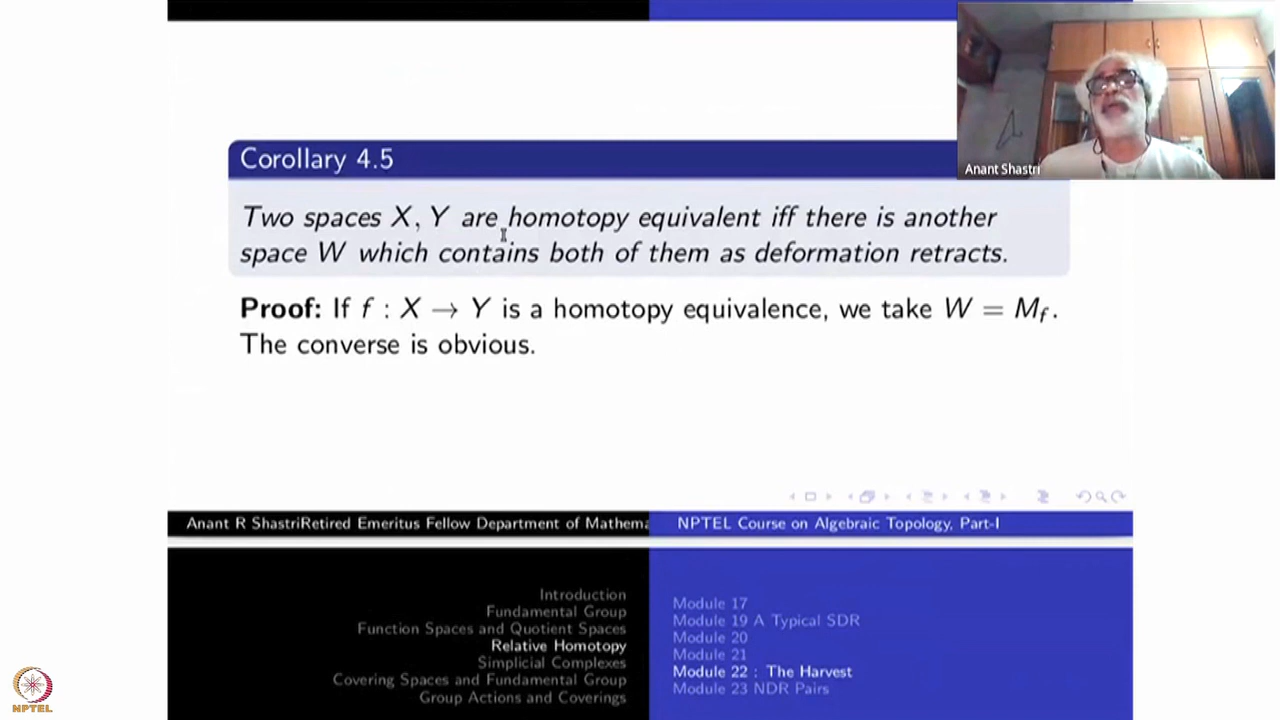 Anant Shastri
Corollary 4.5
Two spaces X, Y are homotopy equivalent iff there is another
space W which contains both of them as deformation retracts.
Proof: If f : X → Y is a homotopy equivalence, we take W = M_f.
The converse is obvious.
Anant R ShastriRetired Emeritus Fellow Department of Mathema
NPTEL Course on Algebraic Topology, Part-I
Introduction
Fundamental Group
Function Spaces and Quotient Spaces
Relative Homotopy
Simplicial Complexes
Covering Spaces and Fundamental Group
Group Actions and Coverings
Module 17
Module 19 A Typical SDR
Module 20
Module 21
Module 22 : The Harvest
Module 23 NDR Pairs
NPTEL